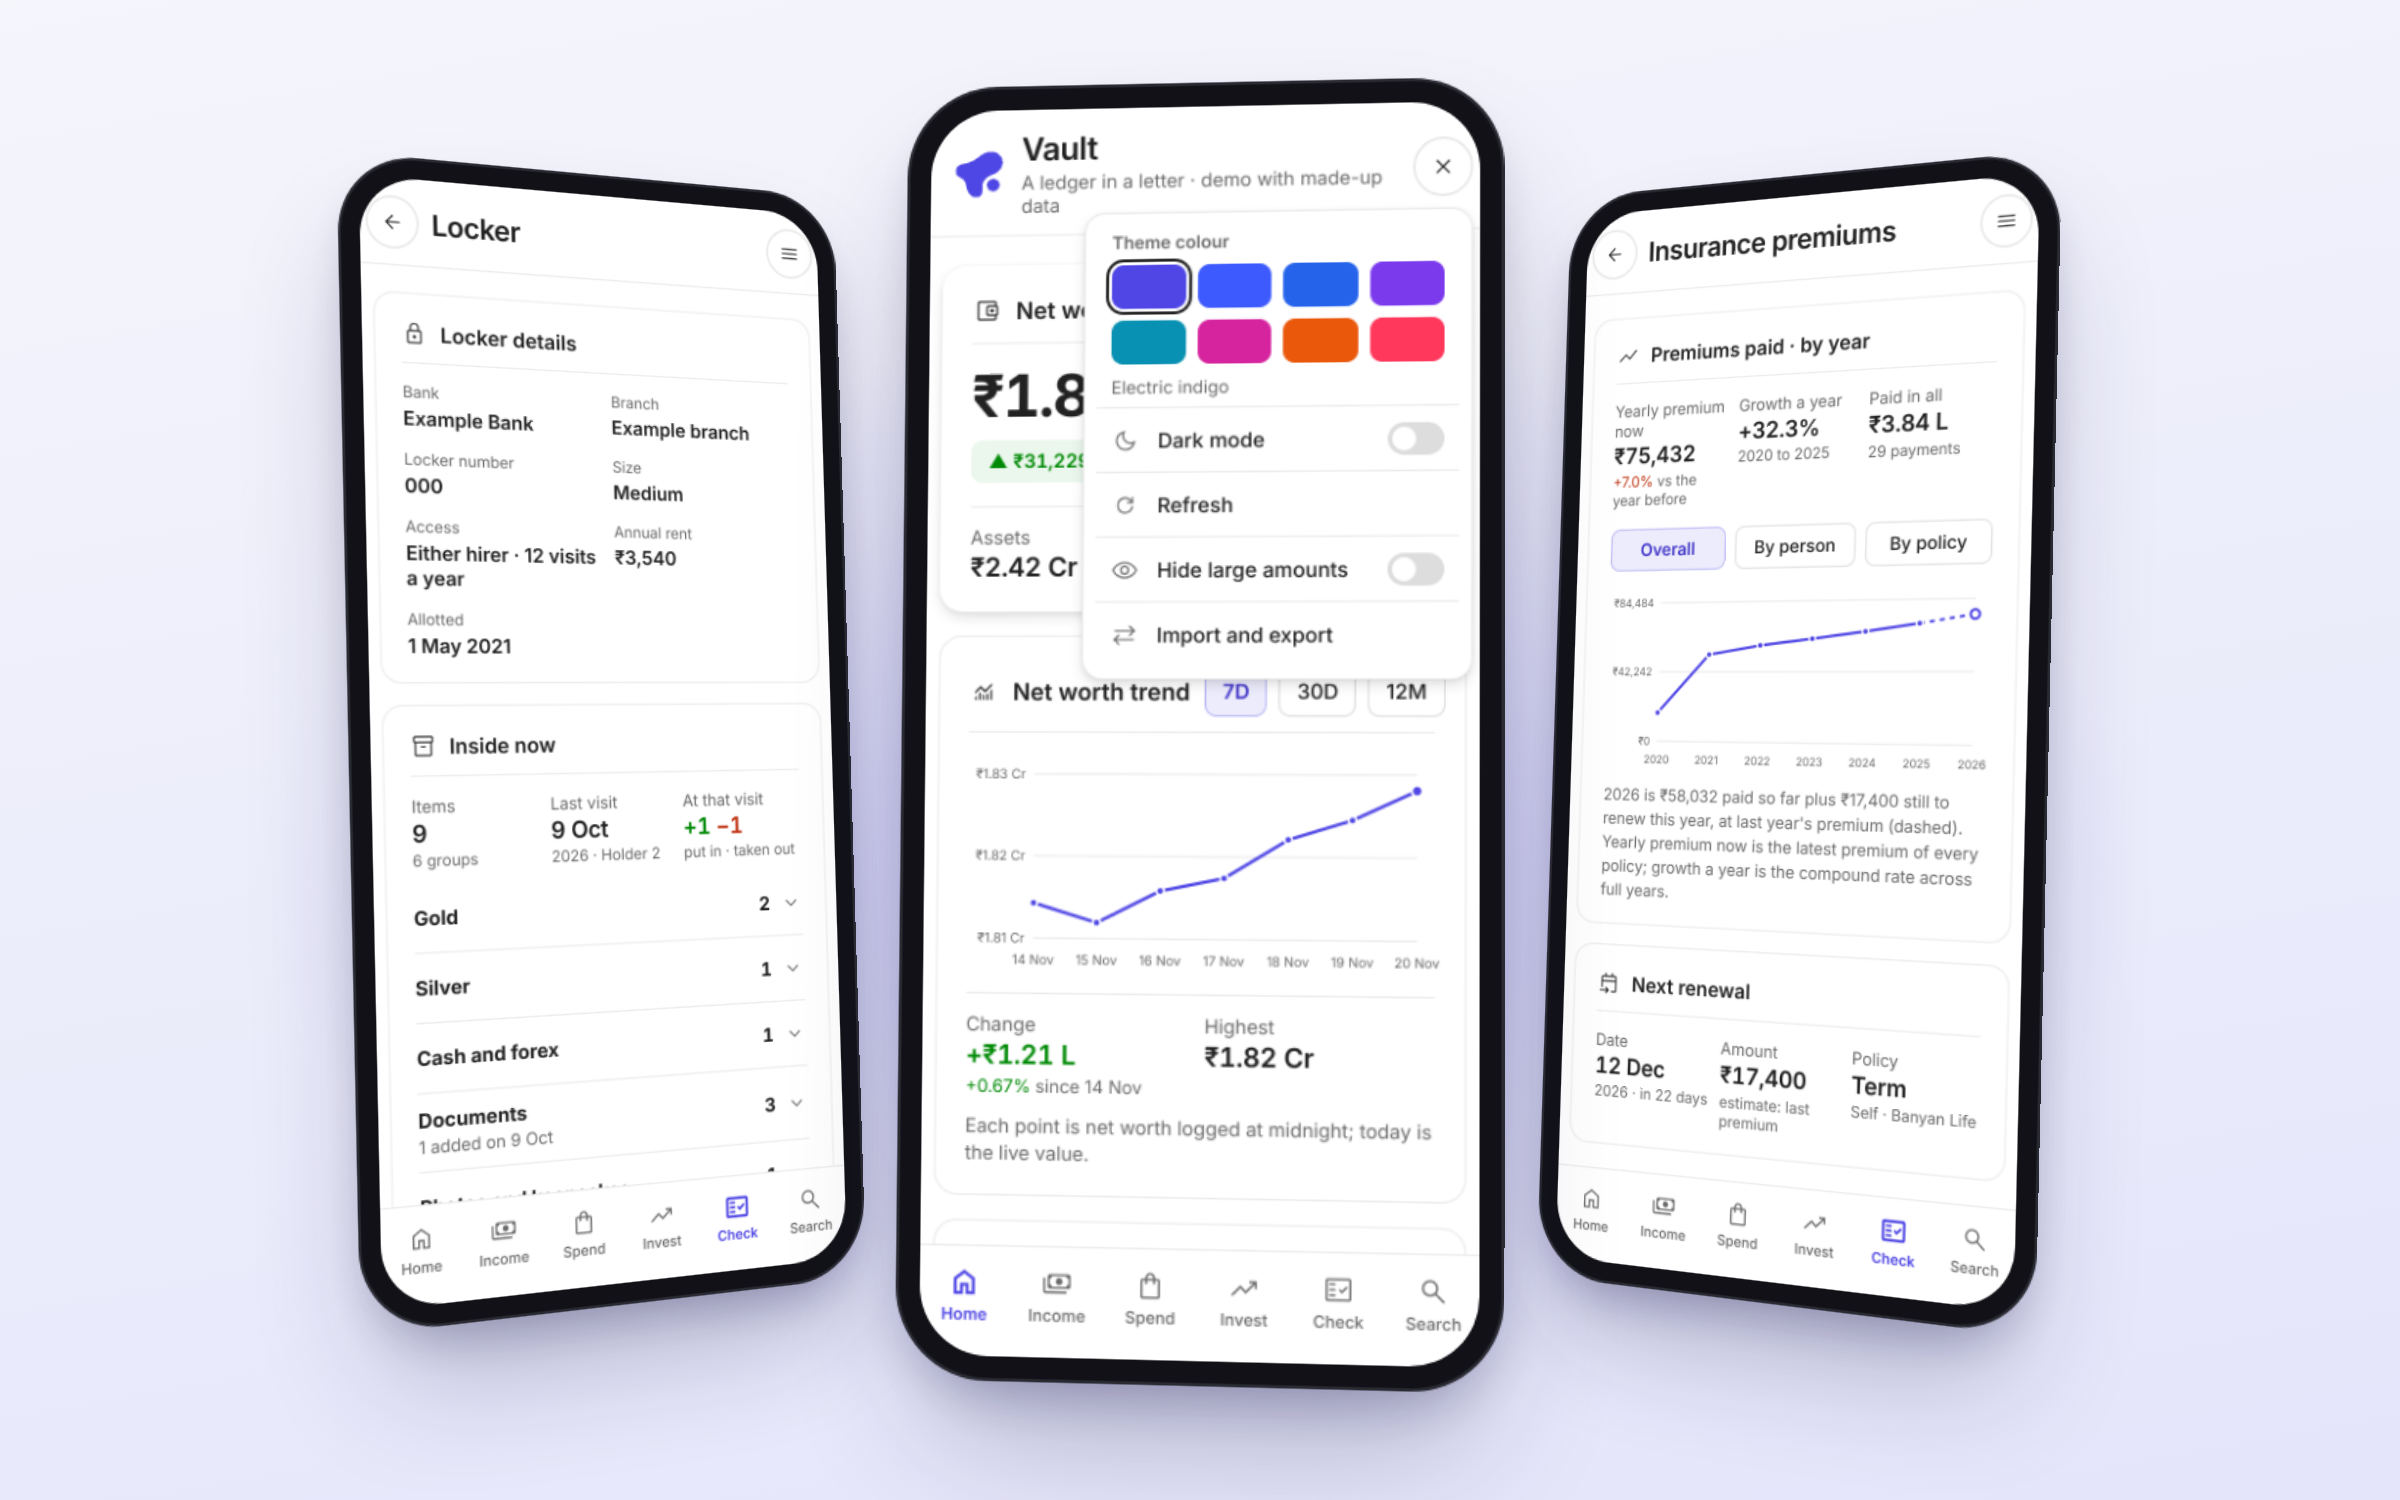 Locker
Locker details
Bank
Example Bank
Branch
Example branch
Locker number
000
Size
Medium
Access
Either hirer · 12 visits
a year
Annual rent
₹3,540
Allotted
1 May 2021
Inside now
Items
9
6 groups
Last visit
9 Oct
2026 · Holder 2
At that visit
+1 −1
put in · taken out
Gold
2
Silver
1
Cash and forex
1
Documents
3
1 added on 9 Oct
Home
Income
Spend
Invest
Check
Search
Vault
A ledger in a letter · demo with made-up
data
Theme colour
Electric indigo
Dark mode
Refresh
Hide large amounts
Import and export
Net
₹1.8
▲ ₹31,229
Assets
₹2.42 Cr
Net worth trend
7D
30D
12M
₹1.83 Cr
₹1.82 Cr
₹1.81 Cr
14 Nov
15 Nov
16 Nov
17 Nov
18 Nov
19 Nov
20 Nov
Change
+₹1.21 L
+0.67% since 14 Nov
Highest
₹1.82 Cr
Each point is net worth logged at midnight; today is
the live value.
Home
Income
Spend
Invest
Check
Search
Insurance premiums
Premiums paid · by year
Yearly premium
now
₹75,432
+7.0% vs the
year before
Growth a year
+32.3%
2020 to 2025
Paid in all
₹3.84 L
29 payments
Overall
By person
By policy
₹84,484
₹42,242
₹0
2020
2021
2022
2023
2024
2025
2026
2026 is ₹58,032 paid so far plus ₹17,400 still to
renew this year, at last year's premium (dashed).
Yearly premium now is the latest premium of every
policy; growth a year is the compound rate across
full years.
Next renewal
Date
12 Dec
2026 · in 22 days
Amount
₹17,400
estimate: last
premium
Policy
Term
Self · Banyan Life
Home
Income
Spend
Invest
Check
Search